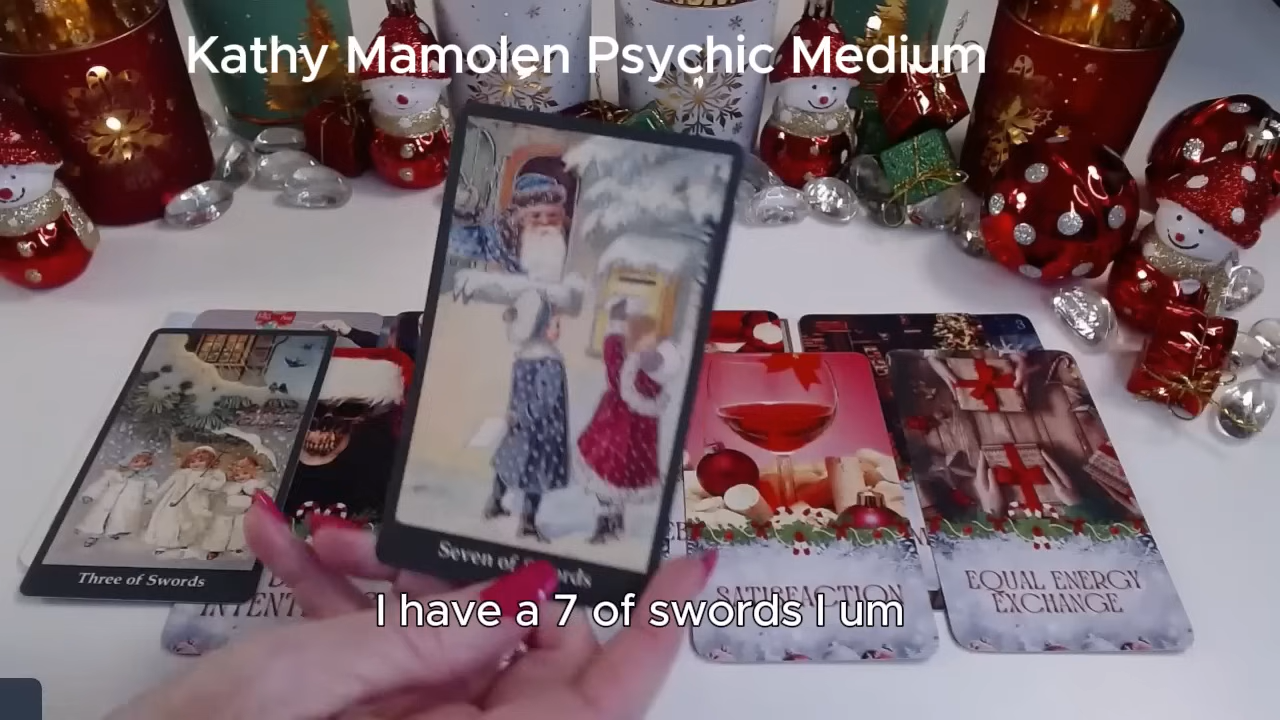 Kathy Mamolen Psychic Medium
Seven of Swords
Three of Swords
INTENT
SATISFACTION
EQUAL ENERGY
EXCHANGE
I have a 7 of swords I um